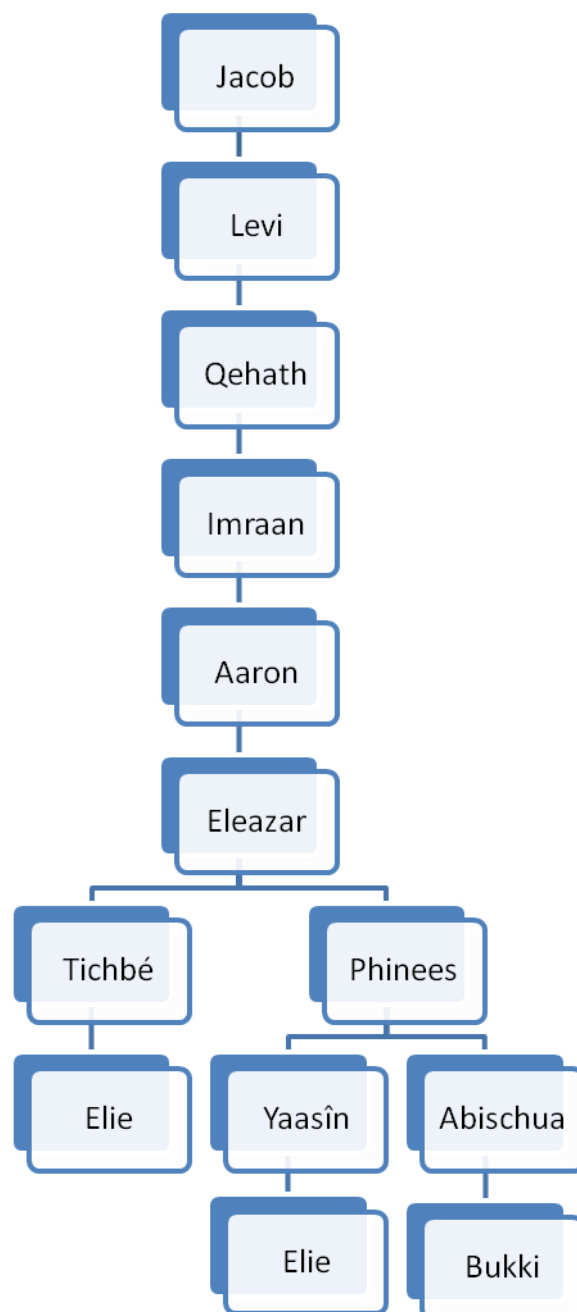 Jacob
Levi
Qehath
Imraan
Aaron
Eleazar
Tichbé
Phinees
Elie
Yaasîn
Abischua
Elie
Bukki